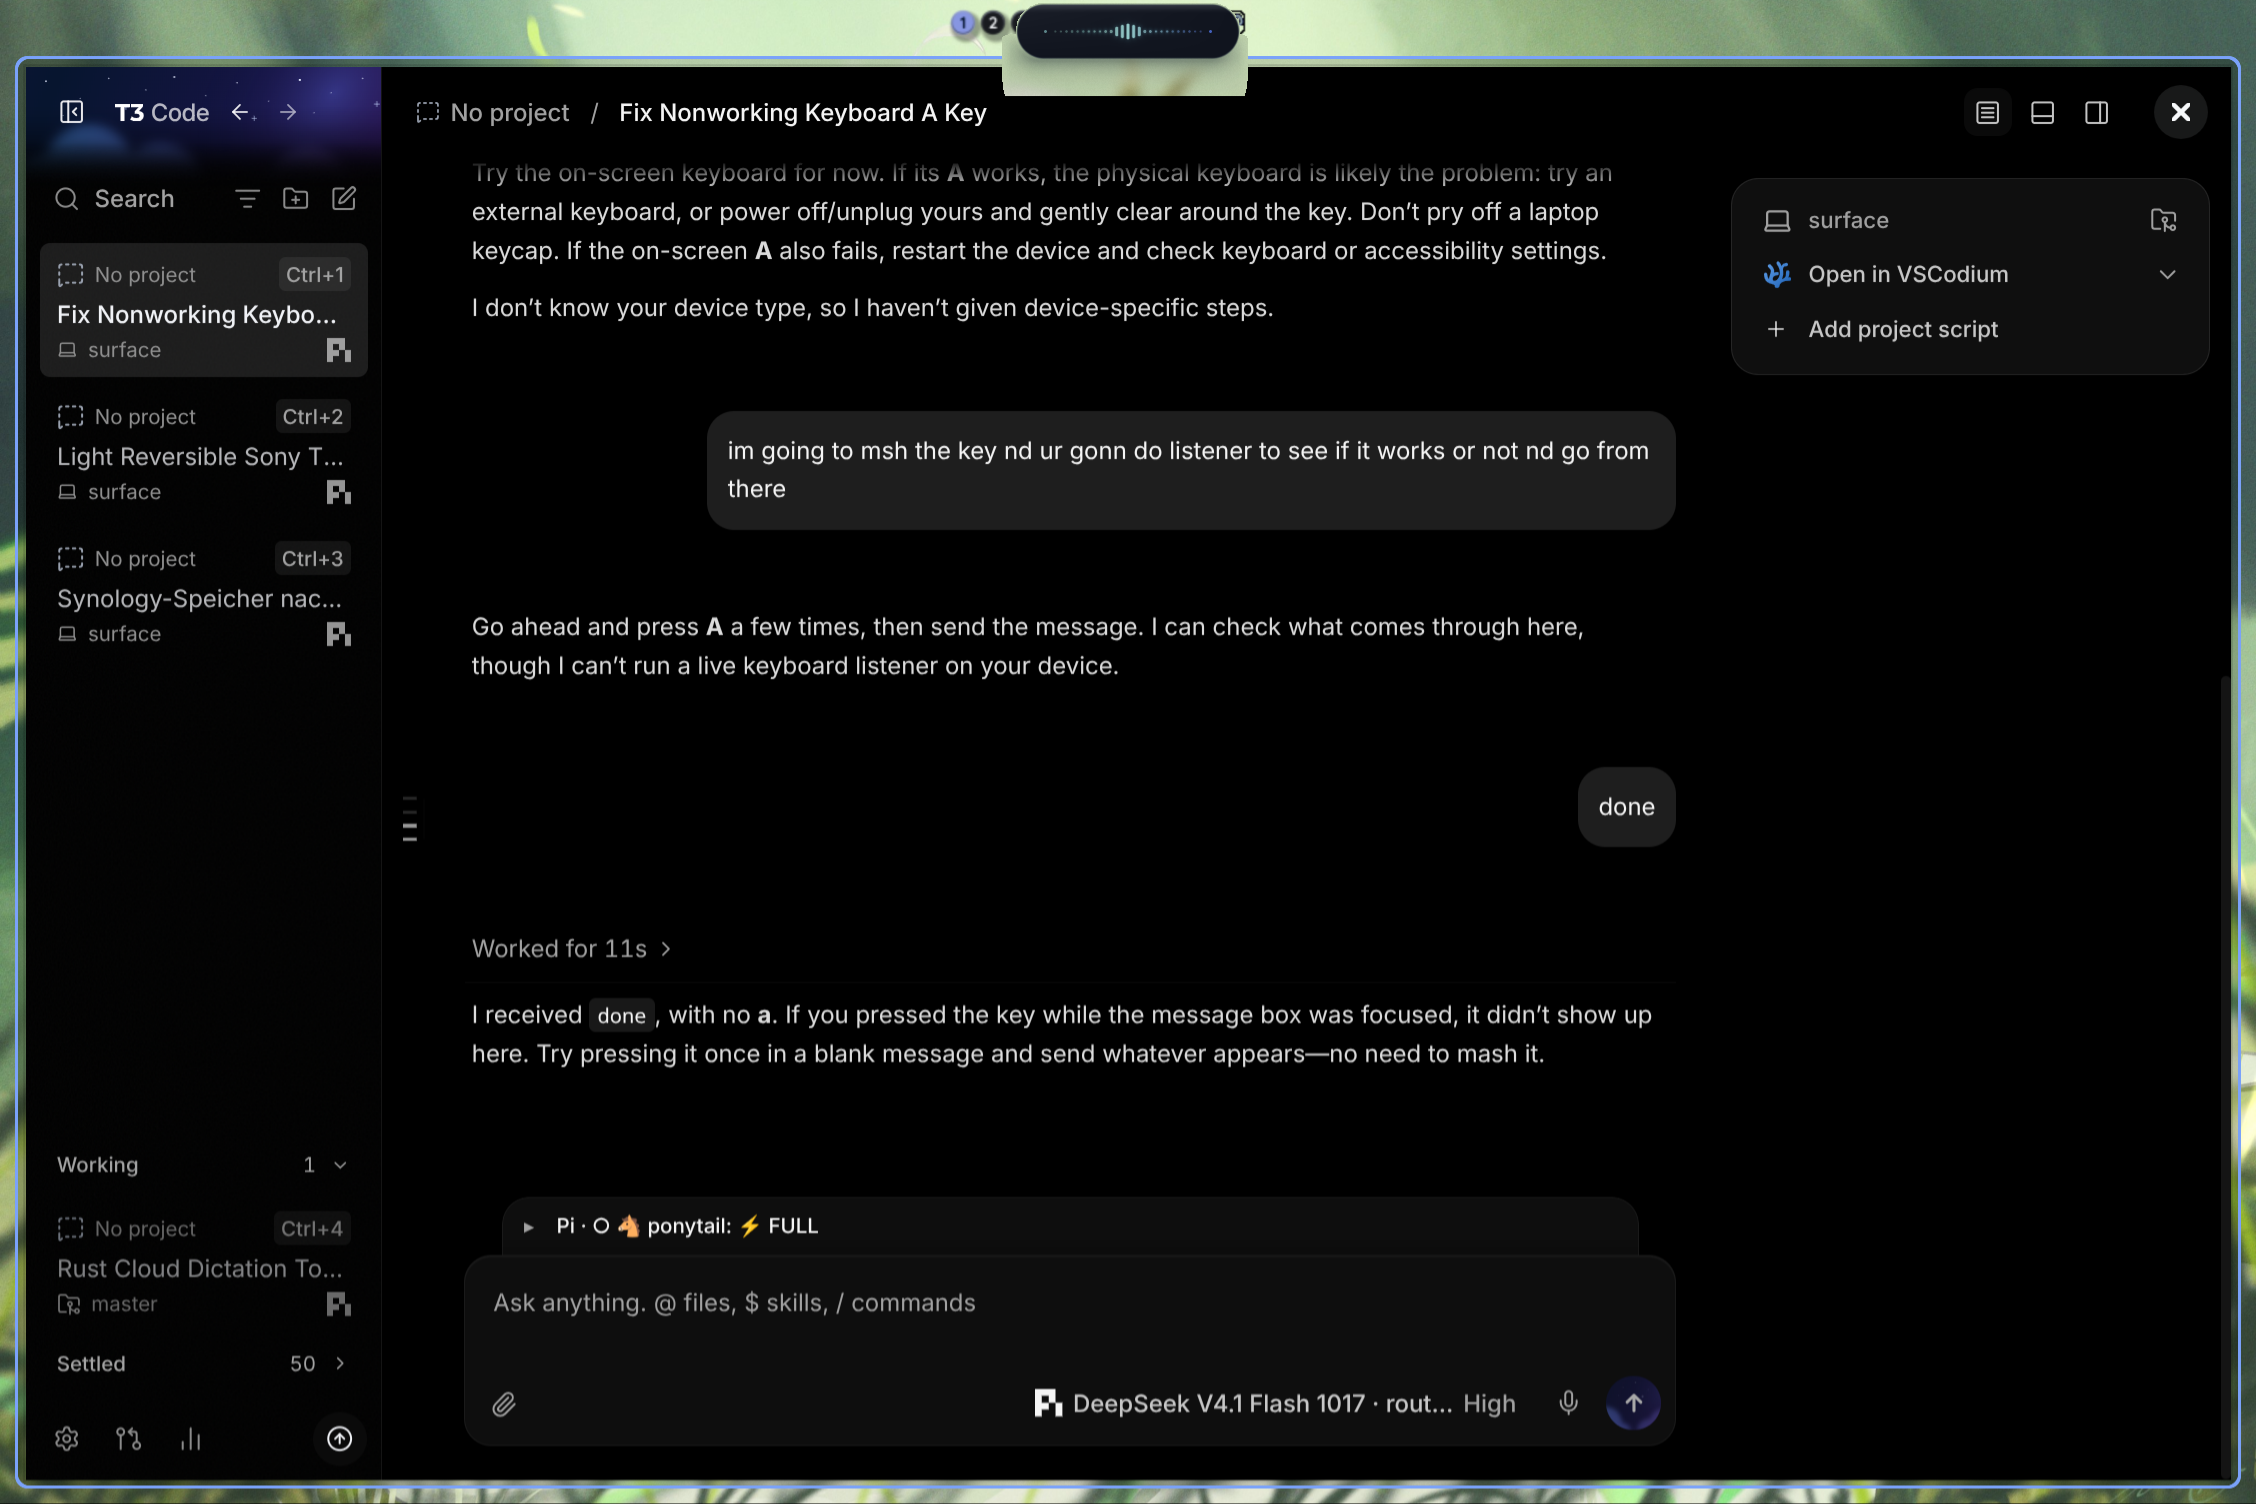 1 2
T3 Code
No project / Fix Nonworking Keyboard A Key
Search
No project Ctrl+1
Fix Nonworking Keybo...
surface
No project Ctrl+2
Light Reversible Sony T...
surface
No project Ctrl+3
Synology-Speicher nac...
surface
Working 1
No project Ctrl+4
Rust Cloud Dictation To...
master
Settled 50
Try the on-screen keyboard for now. If its A works, the physical keyboard is likely the problem: try an
external keyboard, or power off/unplug yours and gently clear around the key. Don’t pry off a laptop
keycap. If the on-screen A also fails, restart the device and check keyboard or accessibility settings.
I don’t know your device type, so I haven’t given device-specific steps.
im going to msh the key nd ur gonn do listener to see if it works or not nd go from
there
Go ahead and press A a few times, then send the message. I can check what comes through here,
though I can’t run a live keyboard listener on your device.
done
Worked for 11s
I received done, with no a. If you pressed the key while the message box was focused, it didn’t show up
here. Try pressing it once in a blank message and send whatever appears—no need to mash it.
Pi · O 🐴 ponytail: ⚡ FULL
Ask anything. @ files, $ skills, / commands
DeepSeek V4.1 Flash 1017 · rout... High
surface
Open in VSCodium
Add project script